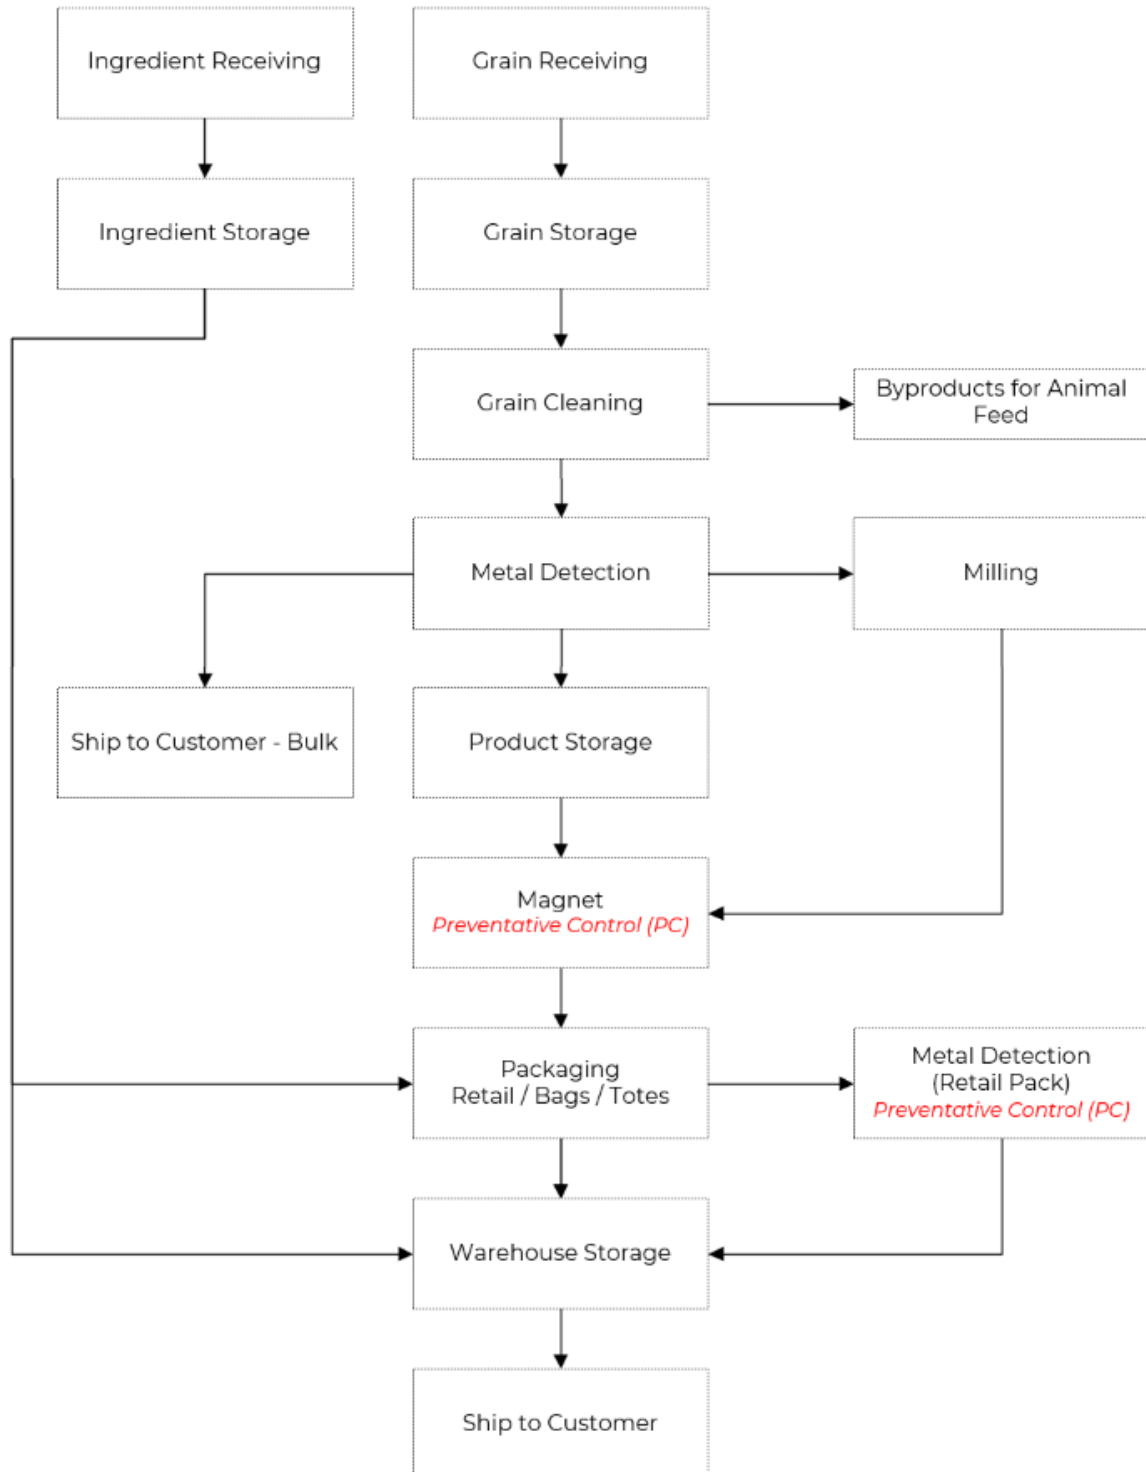 Ingredient Receiving
Grain Receiving
Ingredient Storage
Grain Storage
Grain Cleaning
Byproducts for Animal
Feed
Metal Detection
Milling
Ship to Customer - Bulk
Product Storage
Magnet
Preventative Control (PC)
Packaging
Retail / Bags / Totes
Metal Detection
(Retail Pack)
Preventative Control (PC)
Warehouse Storage
Ship to Customer